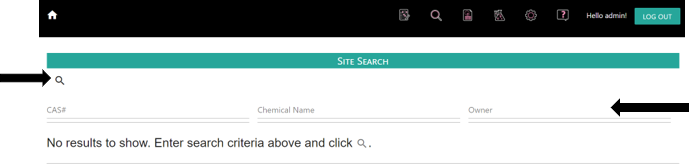 Hello admin! LOG OUT
SITE SEARCH
CAS# Chemical Name Owner
No results to show. Enter search criteria above and click .